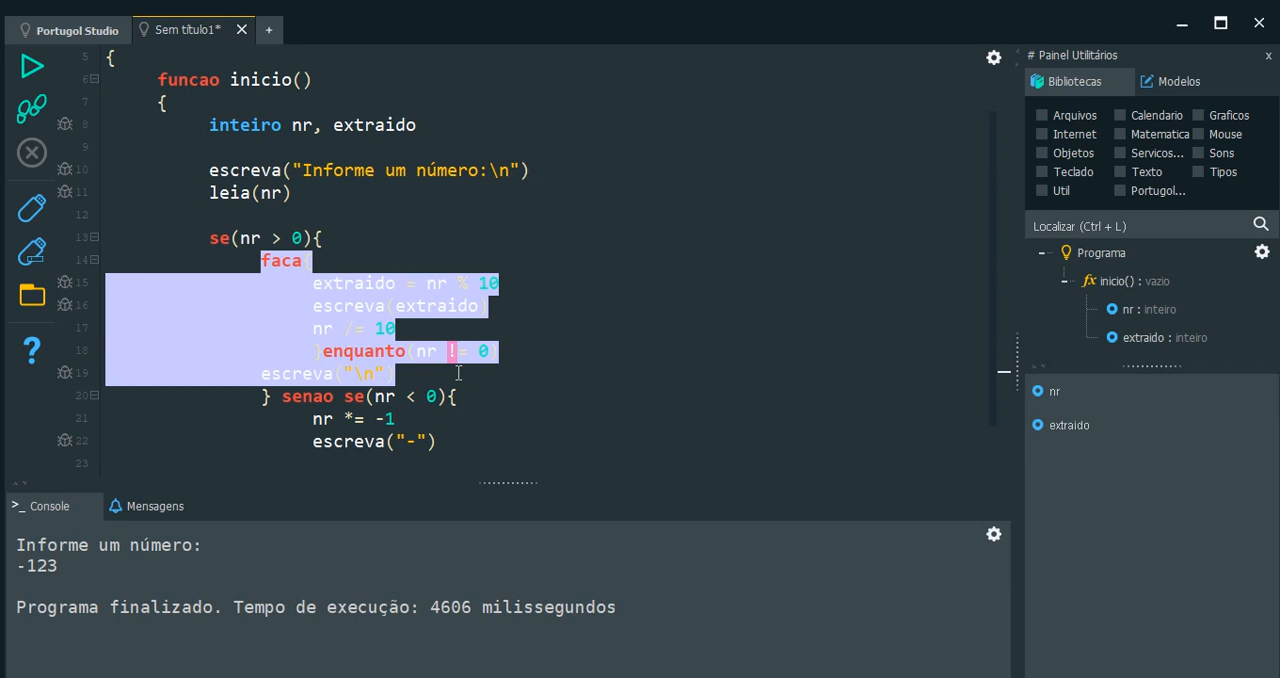 Portugol Studio
Sem título1*
+
5 {
6 funcao inicio()
7 {
8 inteiro nr, extraido
9
10 escreva("Informe um número:\n")
11 leia(nr)
12
13 se(nr > 0){
14 faca{
15 extraido = nr % 10
16 escreva(extraido)
17 nr /= 10
18 }enquanto(nr != 0)
19 escreva("\n")
20 } senao se(nr < 0){
21 nr *= -1
22 escreva("-")
23
>_ Console
Mensagens
Informe um número:
-123
Programa finalizado. Tempo de execução: 4606 milissegundos
# Painel Utilitários x
Bibliotecas Modelos
Arquivos Calendario Graficos
Internet Matematica Mouse
Objetos Servicos... Sons
Teclado Texto Tipos
Util Portugol...
Localizar (Ctrl + L)
Programa
fx inicio() : vazio
nr : inteiro
extraido : inteiro
nr
extraido